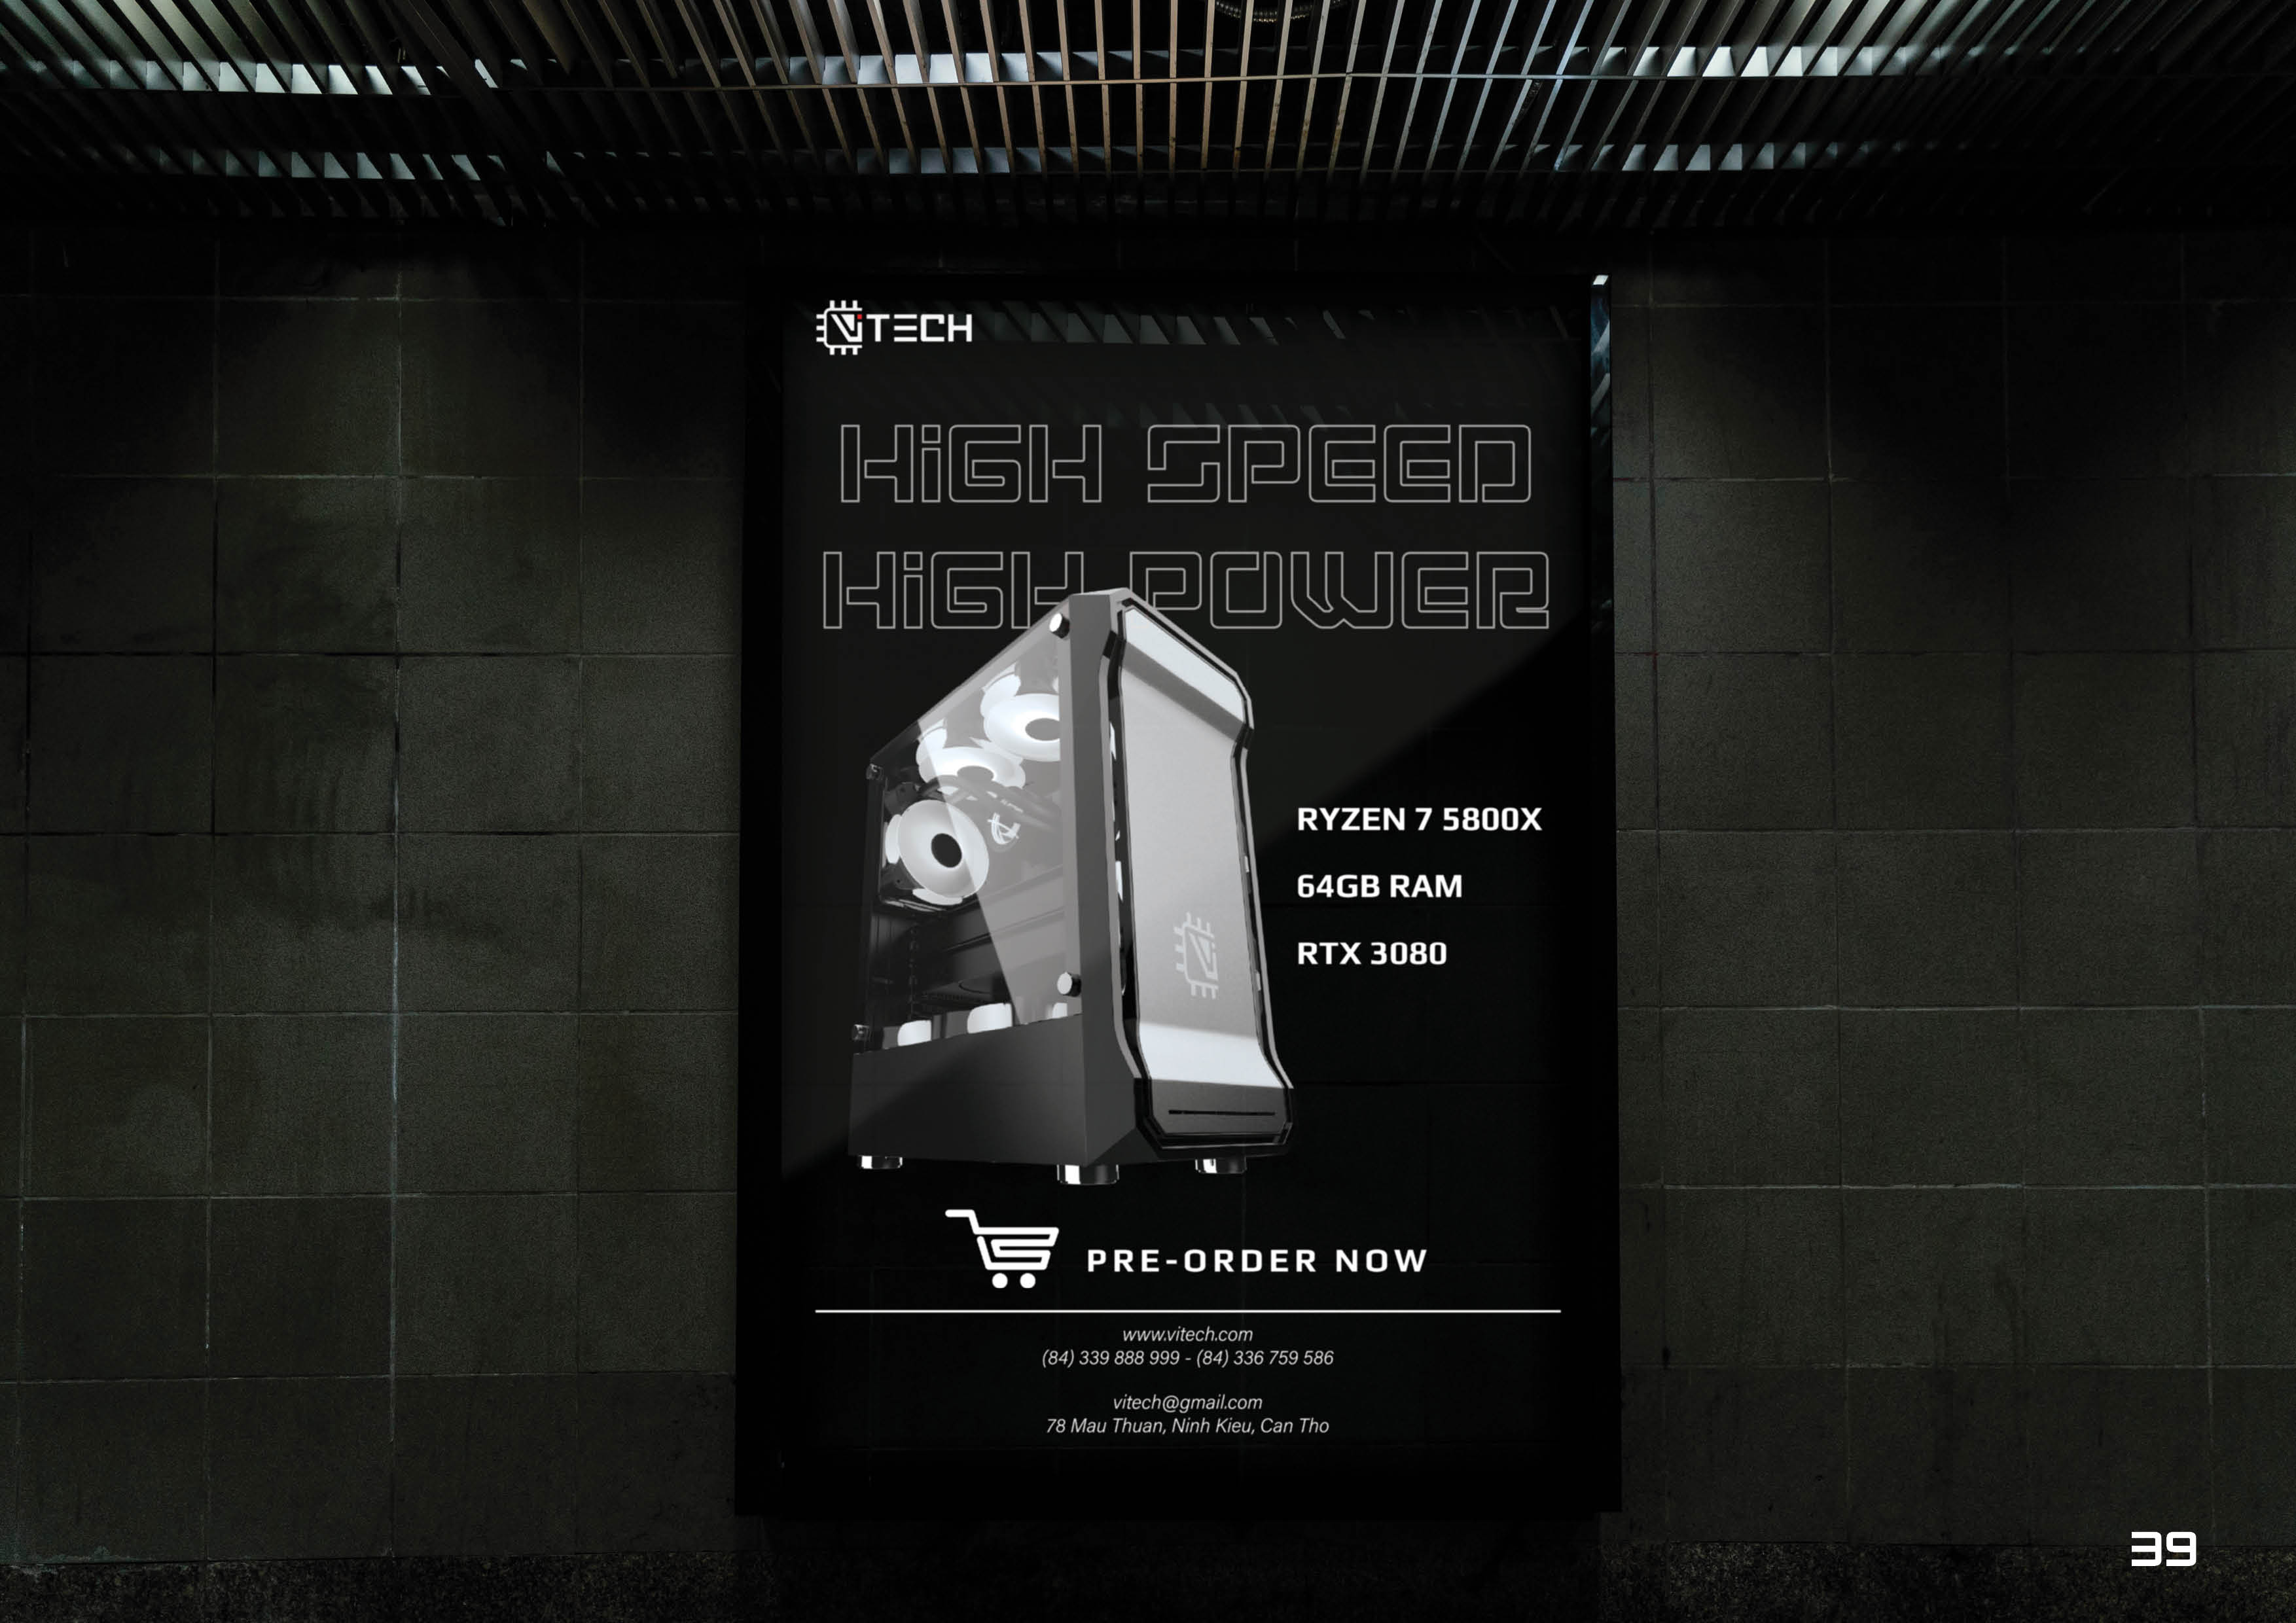 ViTECH
HiGH SPEED
HiGH POWER
RYZEN 7 5800X
64GB RAM
RTX 3080
PRE-ORDER NOW
www.vitech.com
(84) 339 888 999 - (84) 336 759 586
vitech@gmail.com
78 Mau Thuan, Ninh Kieu, Can Tho
39